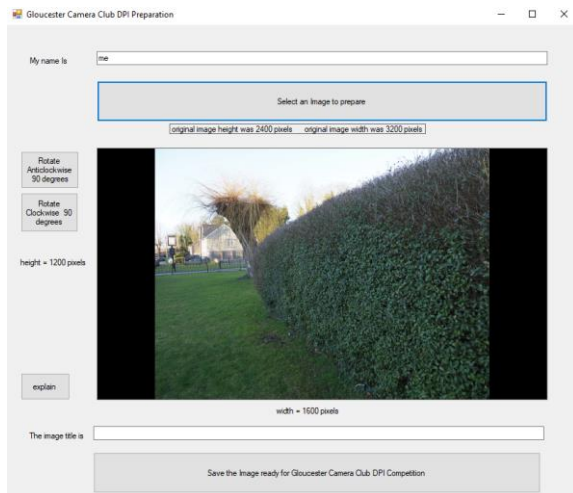 Gloucester Camera Club DPI Preparation
My name Is
me
Select an Image to prepare
original image height was 2400 pixels original image width was 3200 pixels
Rotate
Anticlockwise
90 degrees
Rotate
Clockwise 90
degrees
height = 1200 pixels
explain
width = 1600 pixels
The image title is
Save the Image ready for Gloucester Camera Club DPI Competition